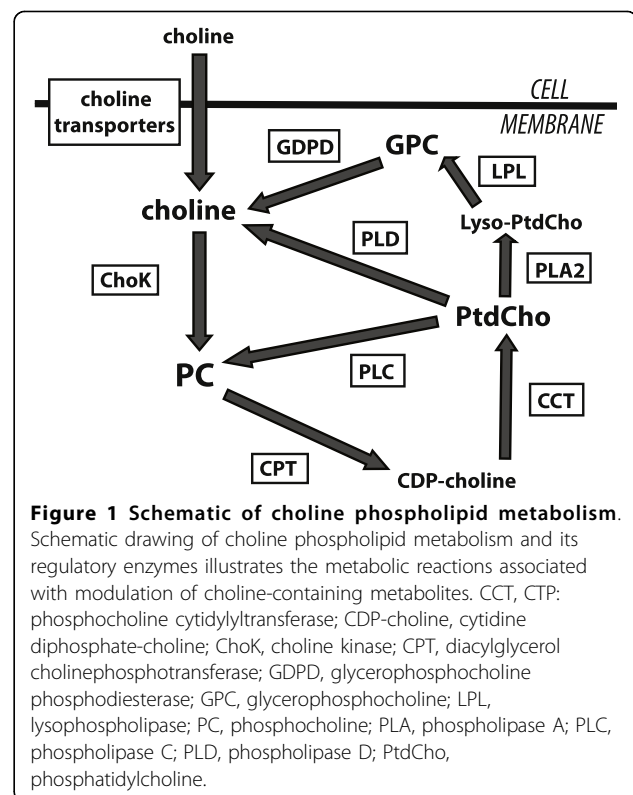 choline
choline
transporters
CELL
MEMBRANE
GDPD
GPC
LPL
choline
Lyso-PtdCho
PLD
ChoK
PLA2
PtdCho
PC
PLC
CCT
CPT
CDP-choline
Figure 1 Schematic of choline phospholipid metabolism.
Schematic drawing of choline phospholipid metabolism and its
regulatory enzymes illustrates the metabolic reactions associated
with modulation of choline-containing metabolites. CCT, CTP:
phosphocholine cytidylyltransferase; CDP-choline, cytidine
diphosphate-choline; ChoK, choline kinase; CPT, diacylglycerol
cholinephosphotransferase; GDPD, glycerophosphocholine
phosphodiesterase; GPC, glycerophosphocholine; LPL,
lysophospholipase; PC, phosphocholine; PLA, phospholipase A; PLC,
phospholipase C; PLD, phospholipase D; PtdCho,
phosphatidylcholine.